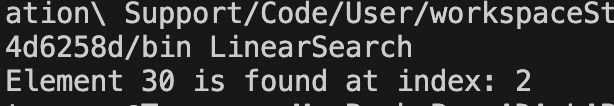 ation\ Support/Code/User/workspaceSt
4d6258d/bin LinearSearch
Element 30 is found at index: 2